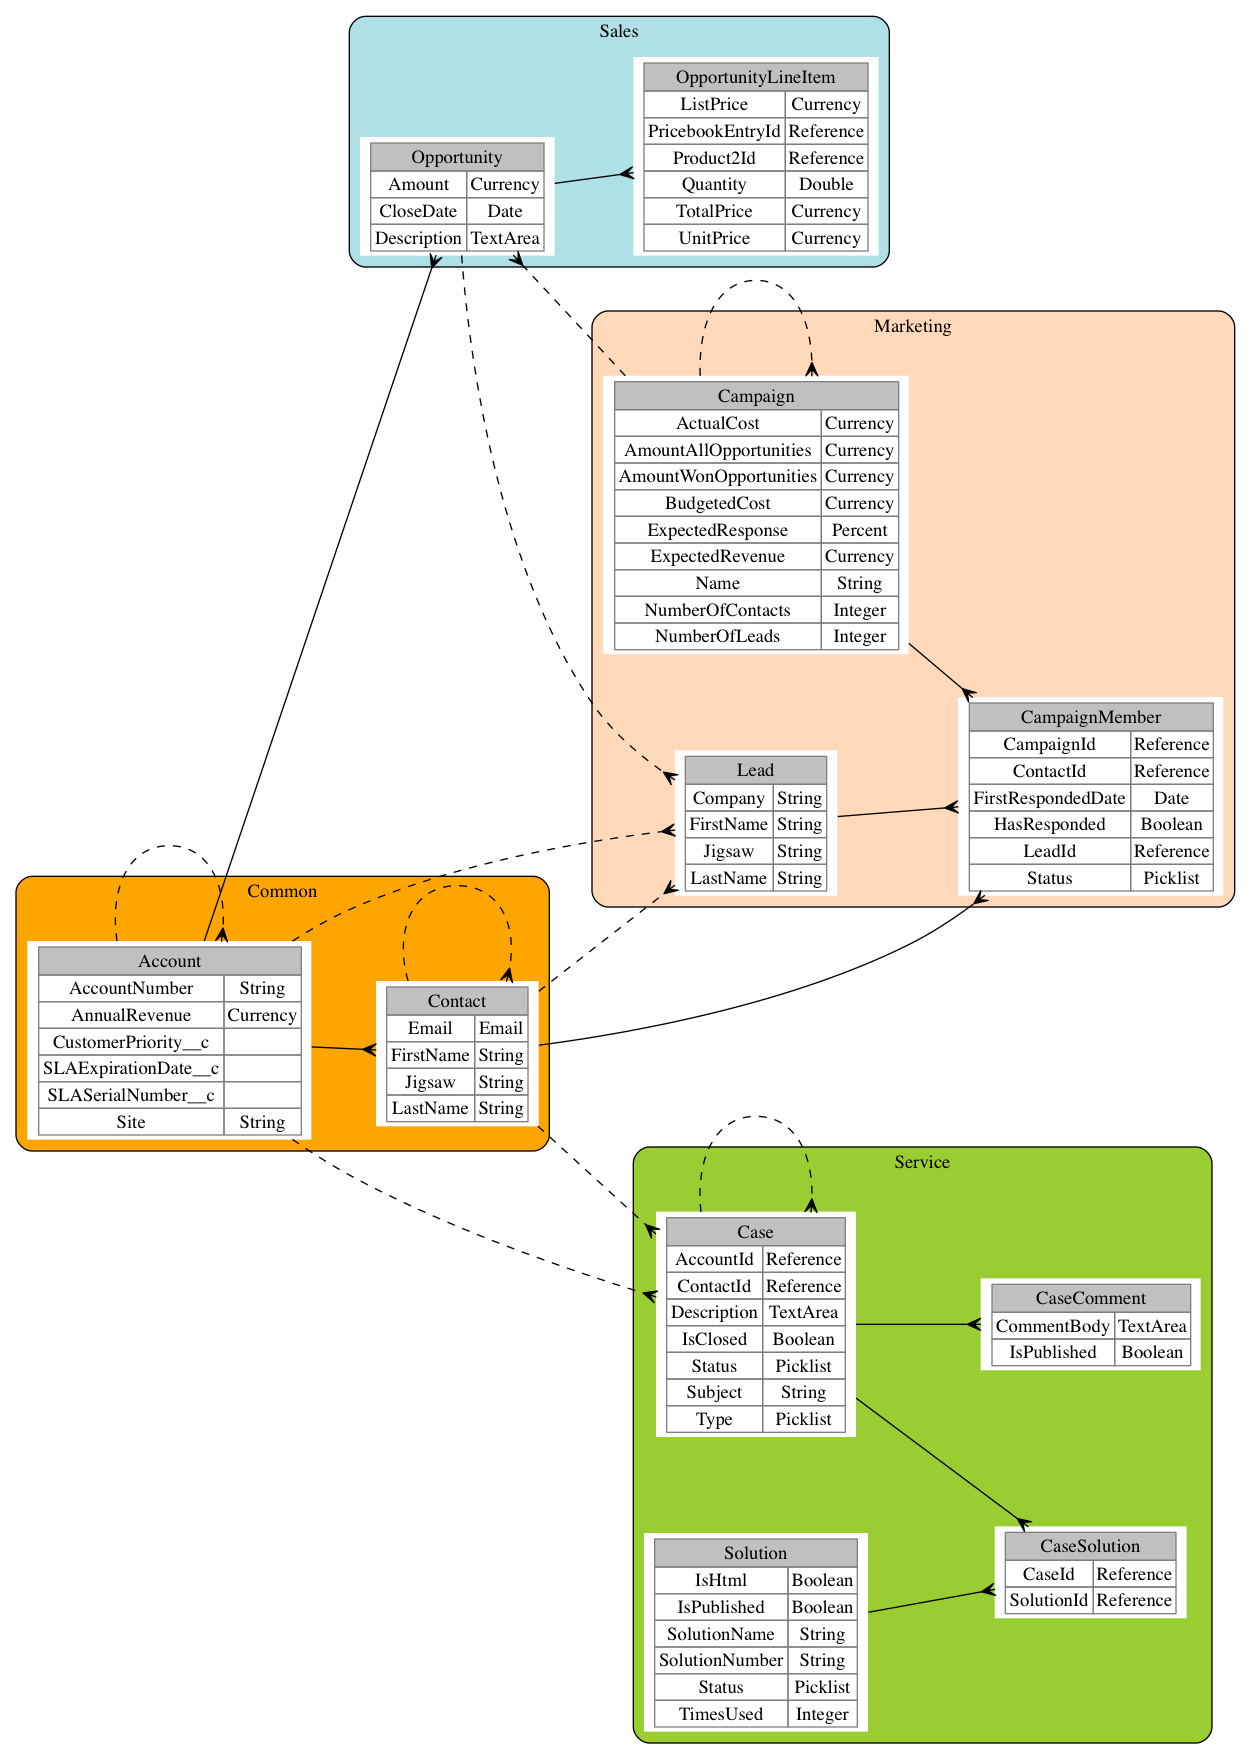 Sales
OpportunityLineItem
ListPrice Currency
PricebookEntryId Reference
Product2Id Reference
Quantity Double
TotalPrice Currency
UnitPrice Currency
Opportunity
Amount Currency
CloseDate Date
Description TextArea
Marketing
Campaign
ActualCost Currency
AmountAllOpportunities Currency
AmountWonOpportunities Currency
BudgetedCost Currency
ExpectedResponse Percent
ExpectedRevenue Currency
Name String
NumberOfContacts Integer
NumberOfLeads Integer
CampaignMember
CampaignId Reference
ContactId Reference
FirstRespondedDate Date
HasResponded Boolean
LeadId Reference
Status Picklist
Lead
Company String
FirstName String
Jigsaw String
LastName String
Common
Account
AccountNumber String
AnnualRevenue Currency
CustomerPriority__c
SLAExpirationDate__c
SLASerialNumber__c
Site String
Contact
Email Email
FirstName String
Jigsaw String
LastName String
Service
Case
AccountId Reference
ContactId Reference
Description TextArea
IsClosed Boolean
Status Picklist
Subject String
Type Picklist
CaseComment
CommentBody TextArea
IsPublished Boolean
CaseSolution
CaseId Reference
SolutionId Reference
Solution
IsHtml Boolean
IsPublished Boolean
SolutionName String
SolutionNumber String
Status Picklist
TimesUsed Integer